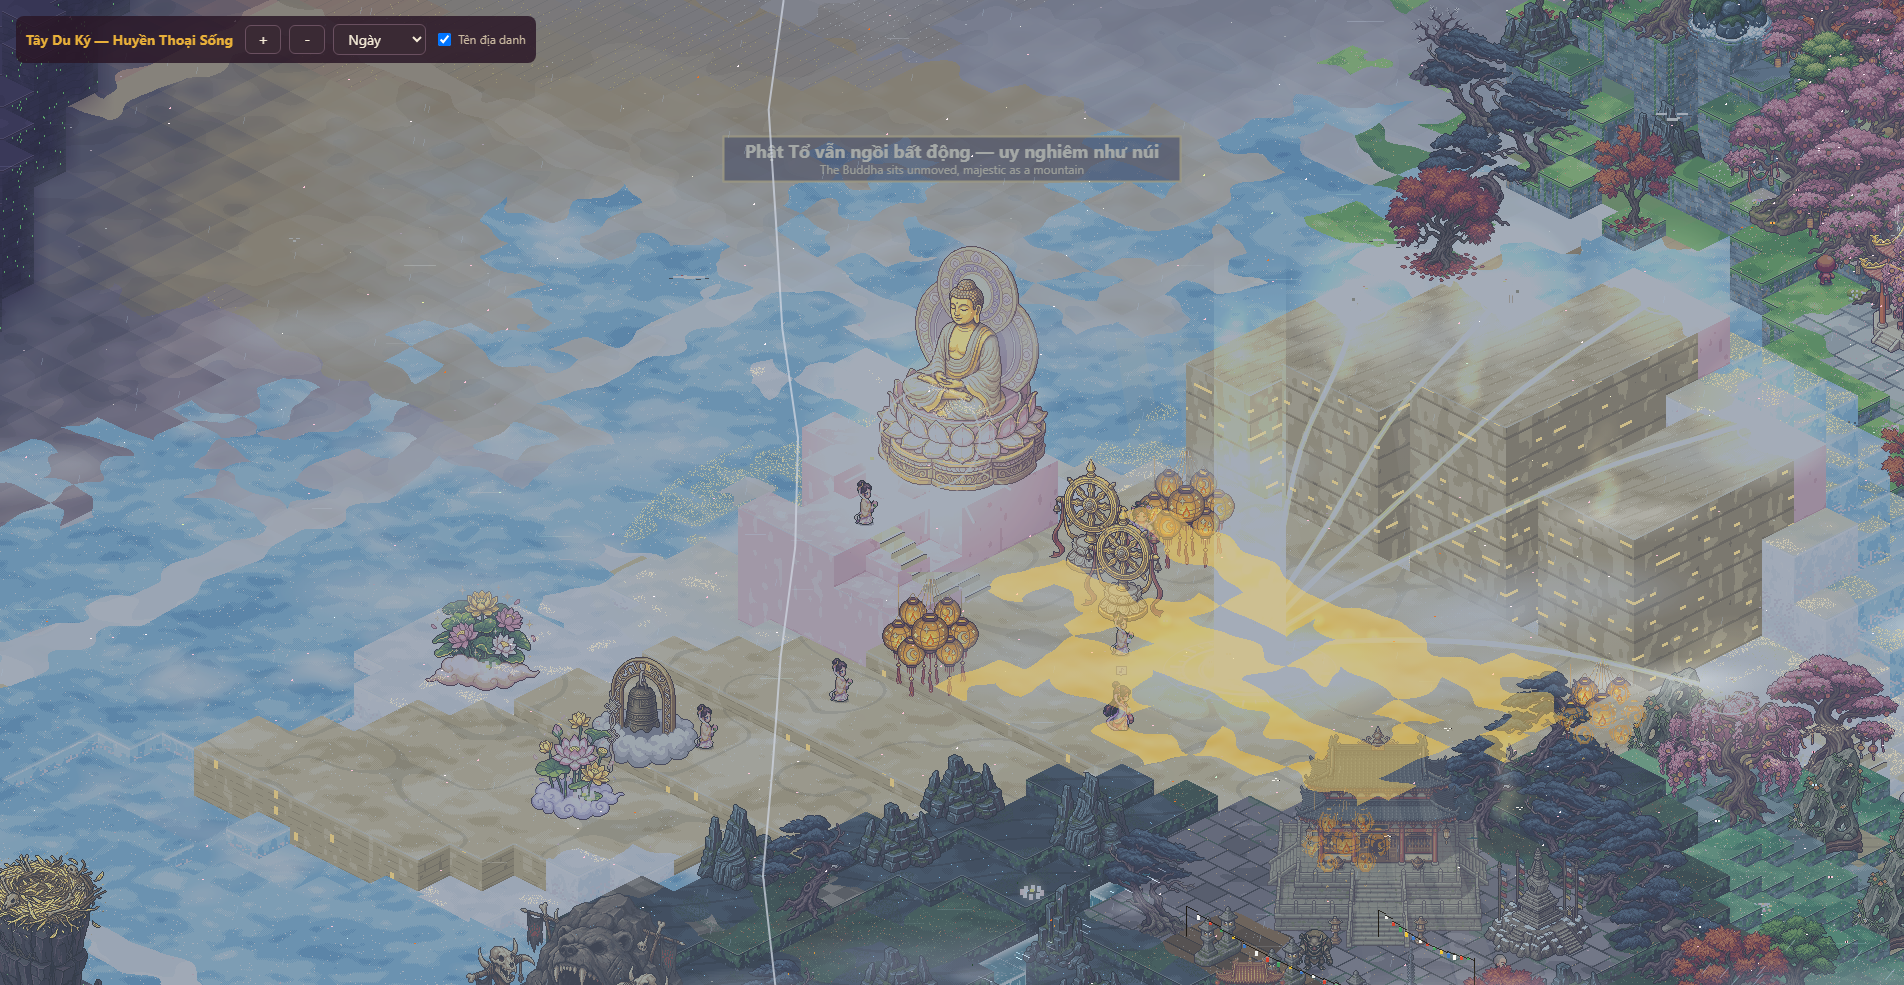 Tây Du Ký — Huyền Thoại Sống
+
-
Ngày
Tên địa danh
Phật Tổ vẫn ngồi bất động — uy nghiêm như núi
The Buddha sits unmoved, majestic as a mountain